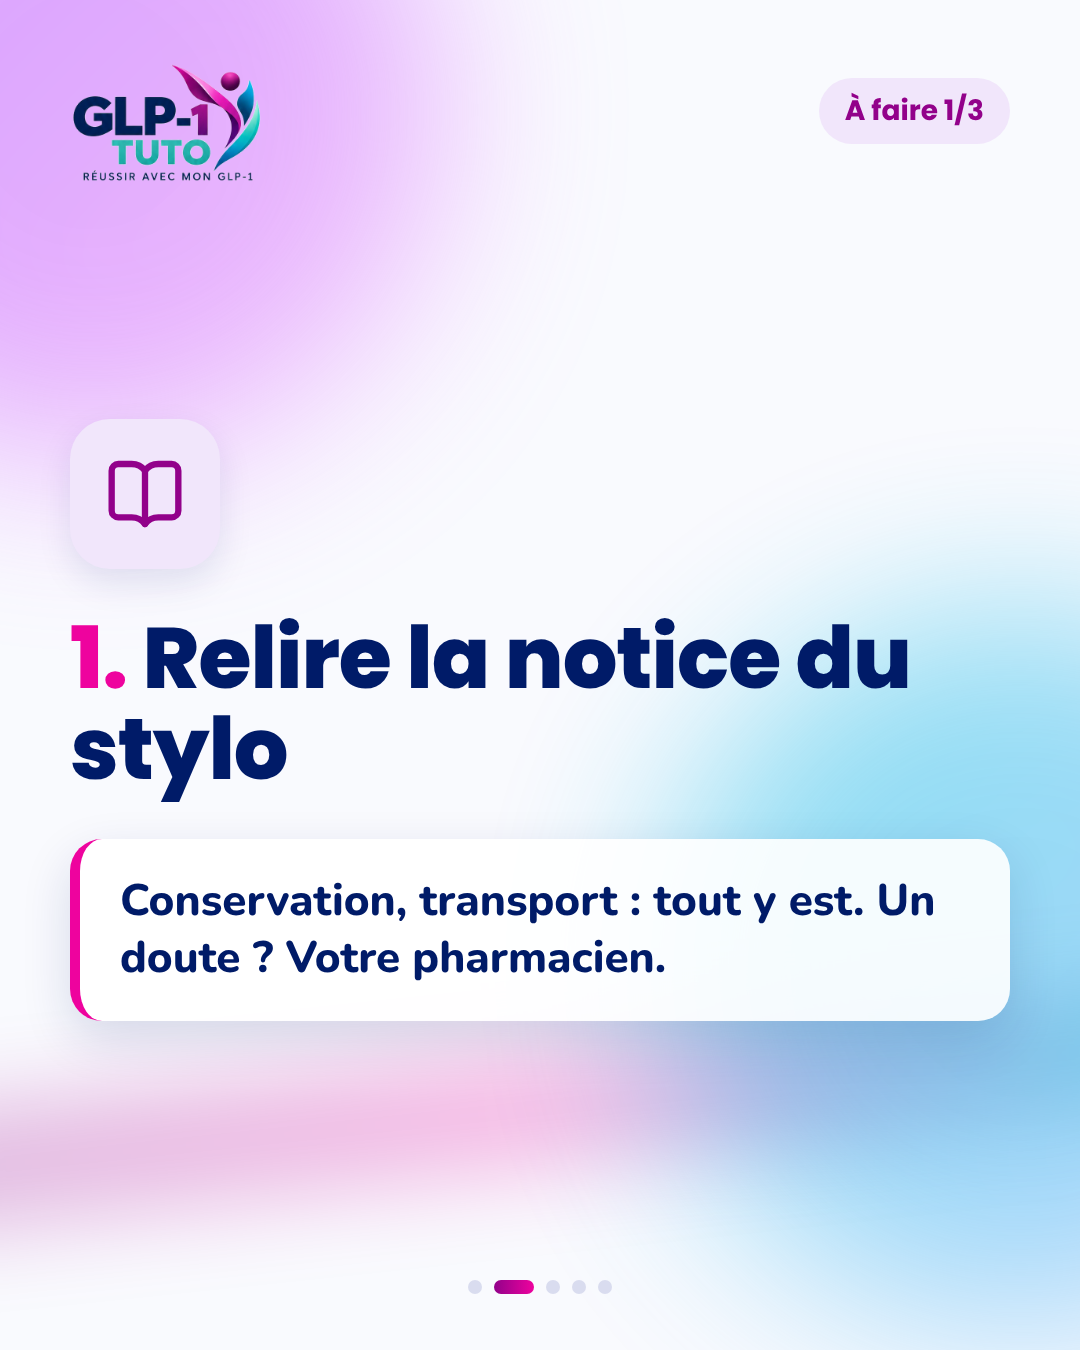 GLP-1
TUTO
RÉUSSIR AVEC MON GLP-1
À faire 1/3
1. Relire la notice du
stylo
Conservation, transport : tout y est. Un
doute ? Votre pharmacien.